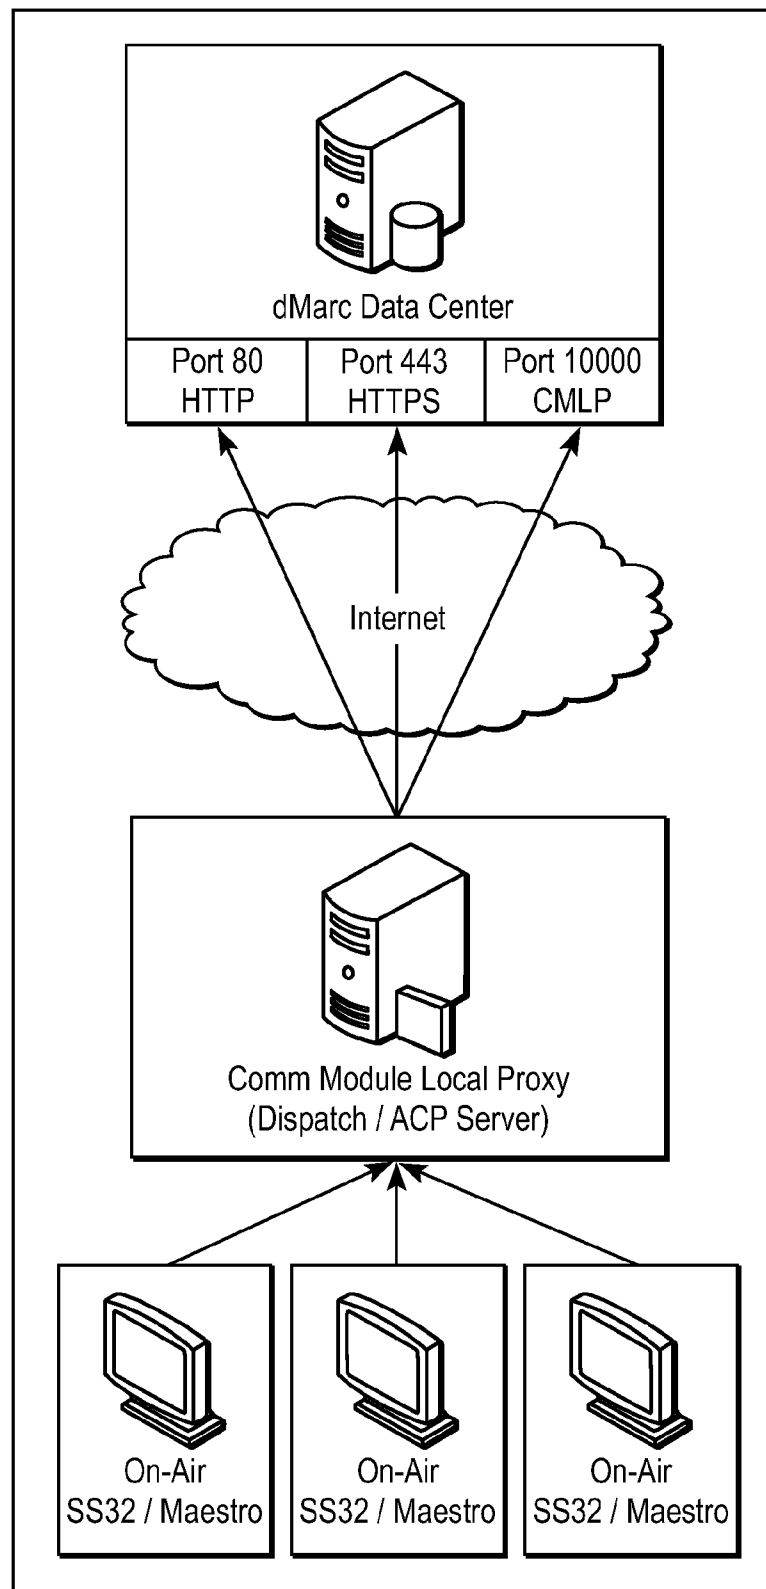 dMarc Data Center
Port 80
HTTP
Port 443
HTTPS
Port 10000
CMLP
Internet
Comm Module Local Proxy
(Dispatch / ACP Server)
On-Air
SS32 / Maestro
On-Air
SS32 / Maestro
On-Air
SS32 / Maestro